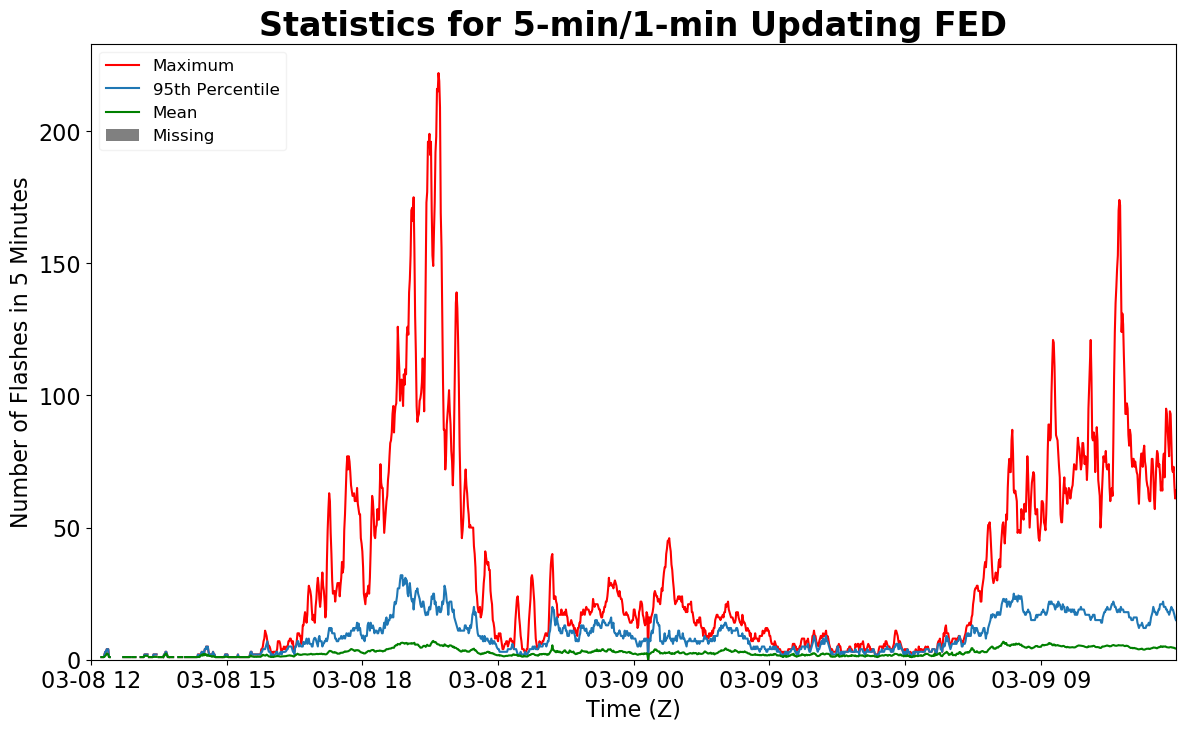 Statistics for 5-min/1-min Updating FED
Maximum
95th Percentile
Mean
Missing
Number of Flashes in 5 Minutes
200
150
100
50
0
03-08 12 03-08 15 03-08 18 03-08 21 03-09 00 03-09 03 03-09 06 03-09 09
Time (Z)